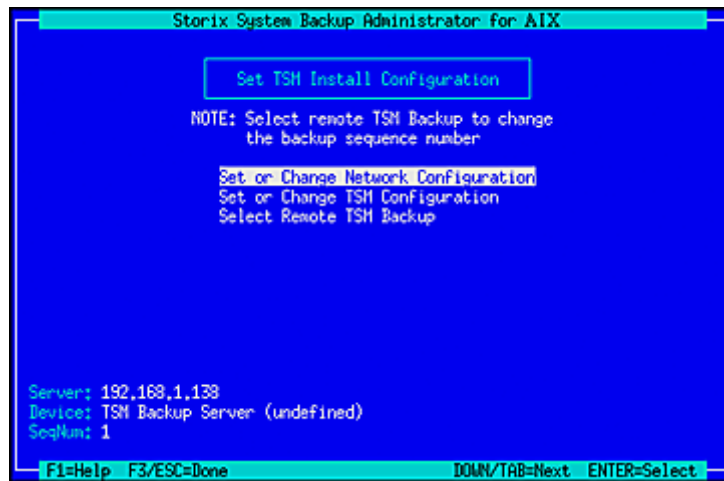 Storix System Backup Administrator for AIX
Set TSM Install Configuration
NOTE: Select remote TSM Backup to change
the backup sequence number
Set or Change Network Configuration
Set or Change TSM Configuration
Select Remote TSM Backup
Server: 192.168.1.138
Device: TSM Backup Server (undefined)
SeqNum: 1
F1=Help F3/ESC=Done DOWN/TAB=Next ENTER=Select